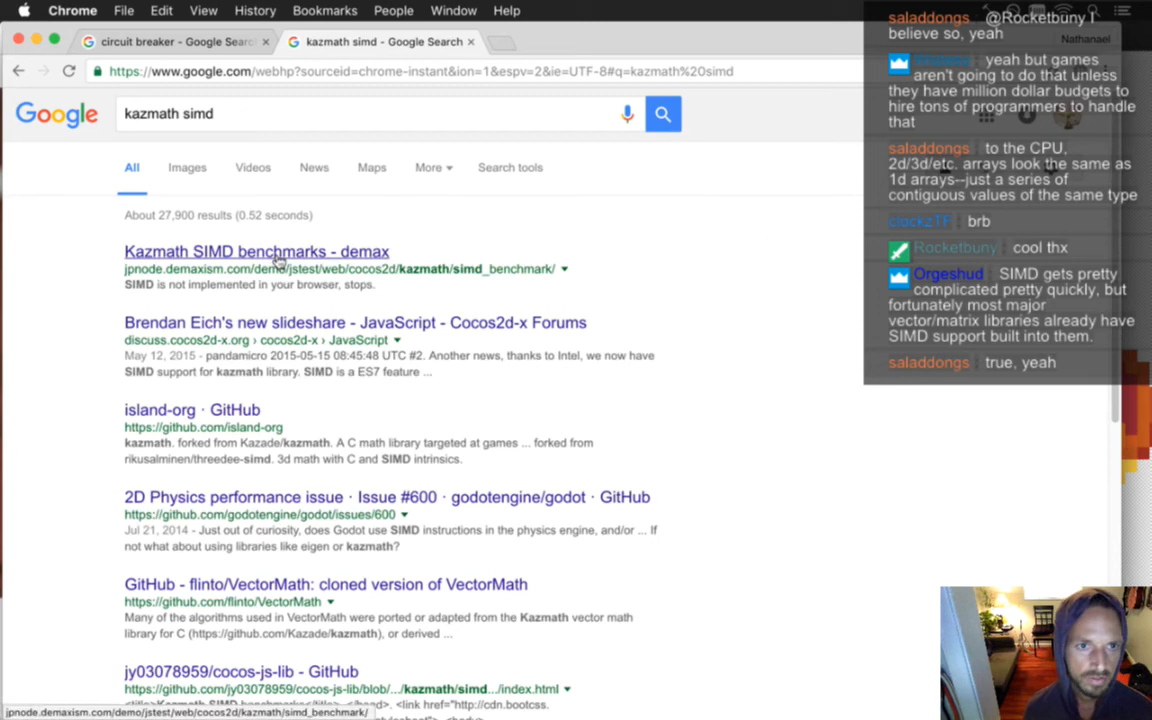 Chrome File Edit View History Bookmarks People Window Help
circuit breaker - Google Searc ×
kazmath simd - Google Search ×
Nathanael
https://www.google.com/webhp?sourceid=chrome-instant&ion=1&espv=2&ie=UTF-8#q=kazmath%20simd
Google
kazmath simd
All Images Videos News Maps More Search tools
About 27,900 results (0.52 seconds)
Kazmath SIMD benchmarks - demax
jpnode.demaxism.com/demo/jstest/web/cocos2d/kazmath/simd_benchmark/
SIMD is not implemented in your browser, stops.
Brendan Eich's new slideshare - JavaScript - Cocos2d-x Forums
discuss.cocos2d-x.org › cocos2d-x › JavaScript
May 12, 2015 - pandamicro 2015-05-15 08:45:48 UTC #2. Another news, thanks to Intel, we now have
SIMD support for kazmath library. SIMD is a ES7 feature ...
island-org · GitHub
https://github.com/island-org
kazmath. forked from Kazade/kazmath. A C math library targeted at games ... forked from
rikusalminen/threedee-simd. 3d math with C and SIMD intrinsics.
2D Physics performance issue · Issue #600 · godotengine/godot · GitHub
https://github.com/godotengine/godot/issues/600
Jul 21, 2014 - Just out of curiosity, does Godot use SIMD instructions in the physics engine, and/or ... If
not what about using libraries like eigen or kazmath?
GitHub - flinto/VectorMath: cloned version of VectorMath
https://github.com/flinto/VectorMath
Many of the algorithms used in VectorMath were ported or adapted from the Kazmath vector math
library for C (https://github.com/Kazade/kazmath), or derived ...
jy03078959/cocos-js-lib - GitHub
https://github.com/jy03078959/cocos-js-lib/blob/.../kazmath/simd.../index.html
<title>Kazmath SIMD benchmarks</title> </head>. <link href="http://cdn.bootcss.
jpnode.demaxism.com/demo/jstest/web/cocos2d/kazmath/simd_benchmark/
saladdongs @Rocketbuny I
believe so, yeah
yeah but games
aren't going to do that unless
they have million dollar budgets to
hire tons of programmers to handle
that
saladdongs to the CPU,
2d/3d/etc. arrays look the same as
1d arrays--just a series of
contiguous values of the same type
clockzTF brb
Rocketbuny cool thx
Orgeshud SIMD gets pretty
complicated pretty quickly, but
fortunately most major
vector/matrix libraries already have
SIMD support built into them.
saladdongs true, yeah